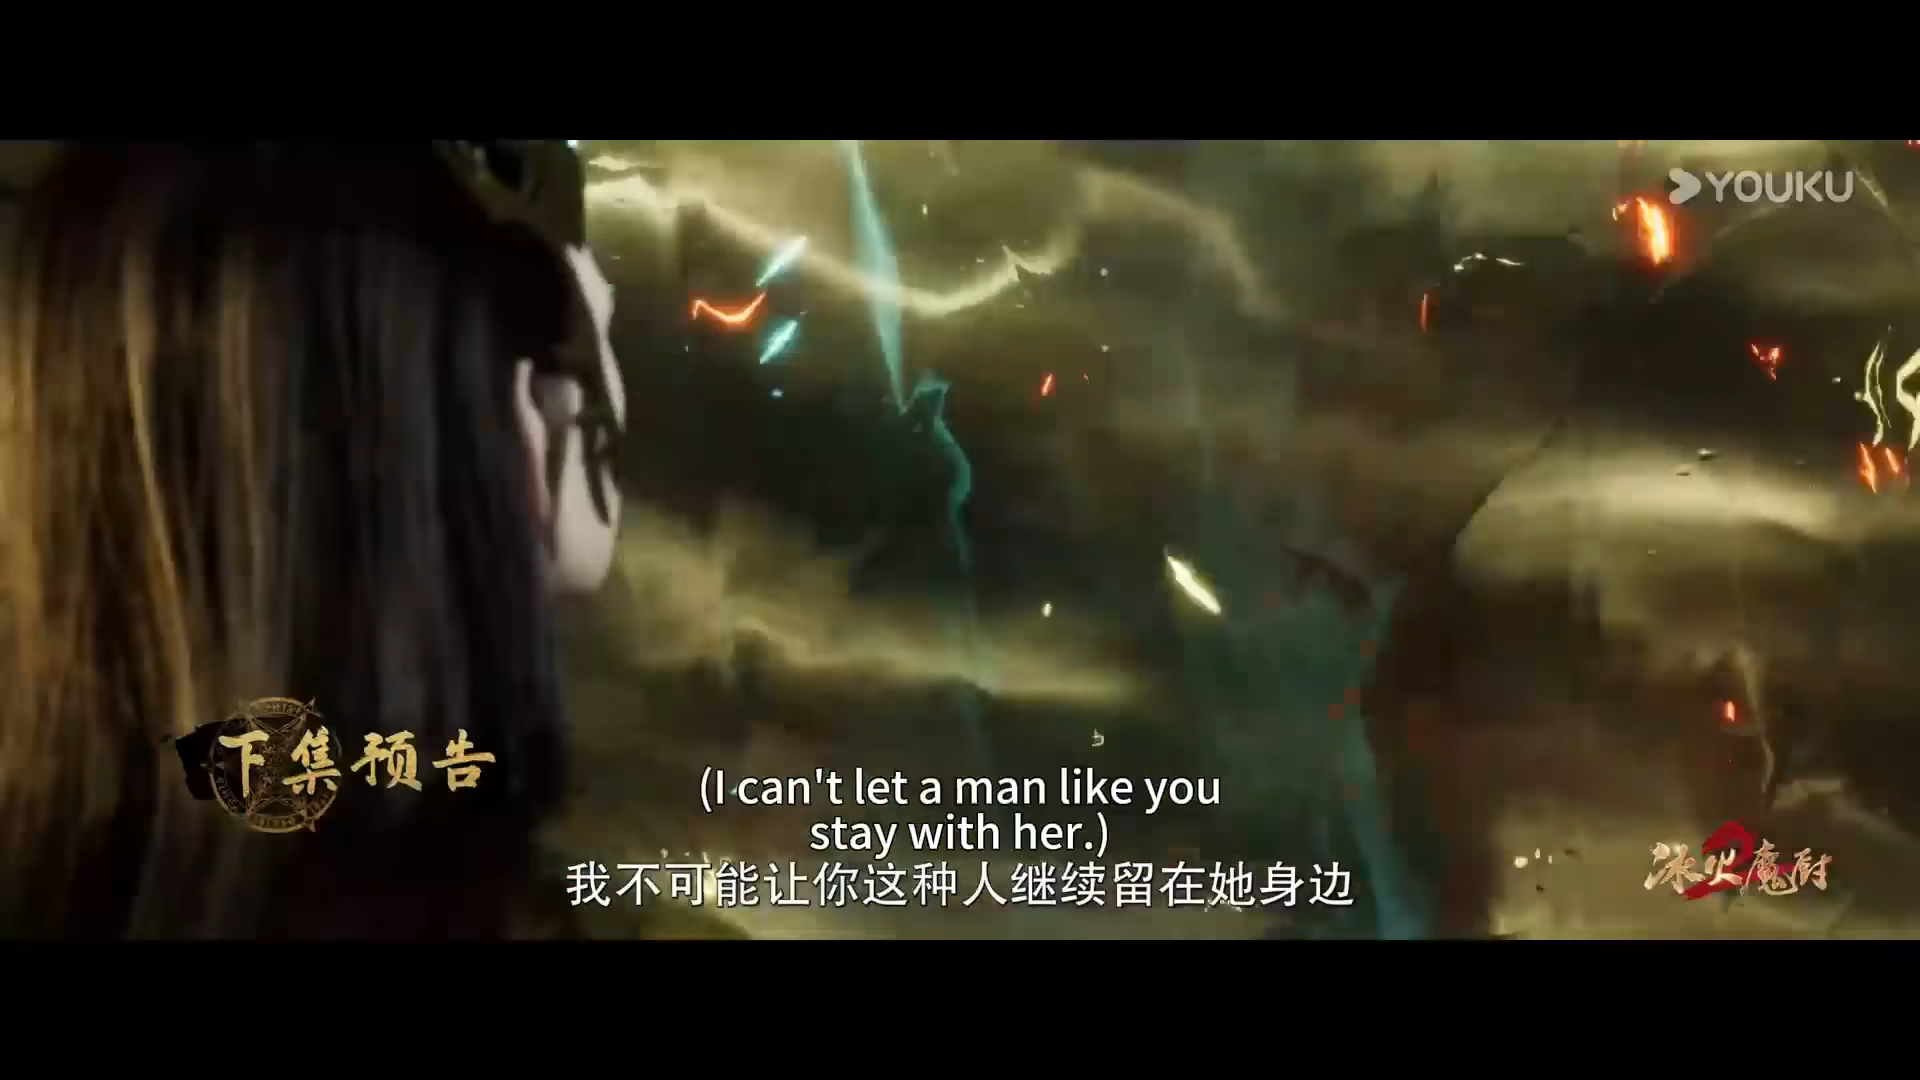 YOUKU
下集预告
(I can't let a man like you
stay with her.)
我不可能让你这种人继续留在她身边
冰火魔厨
2